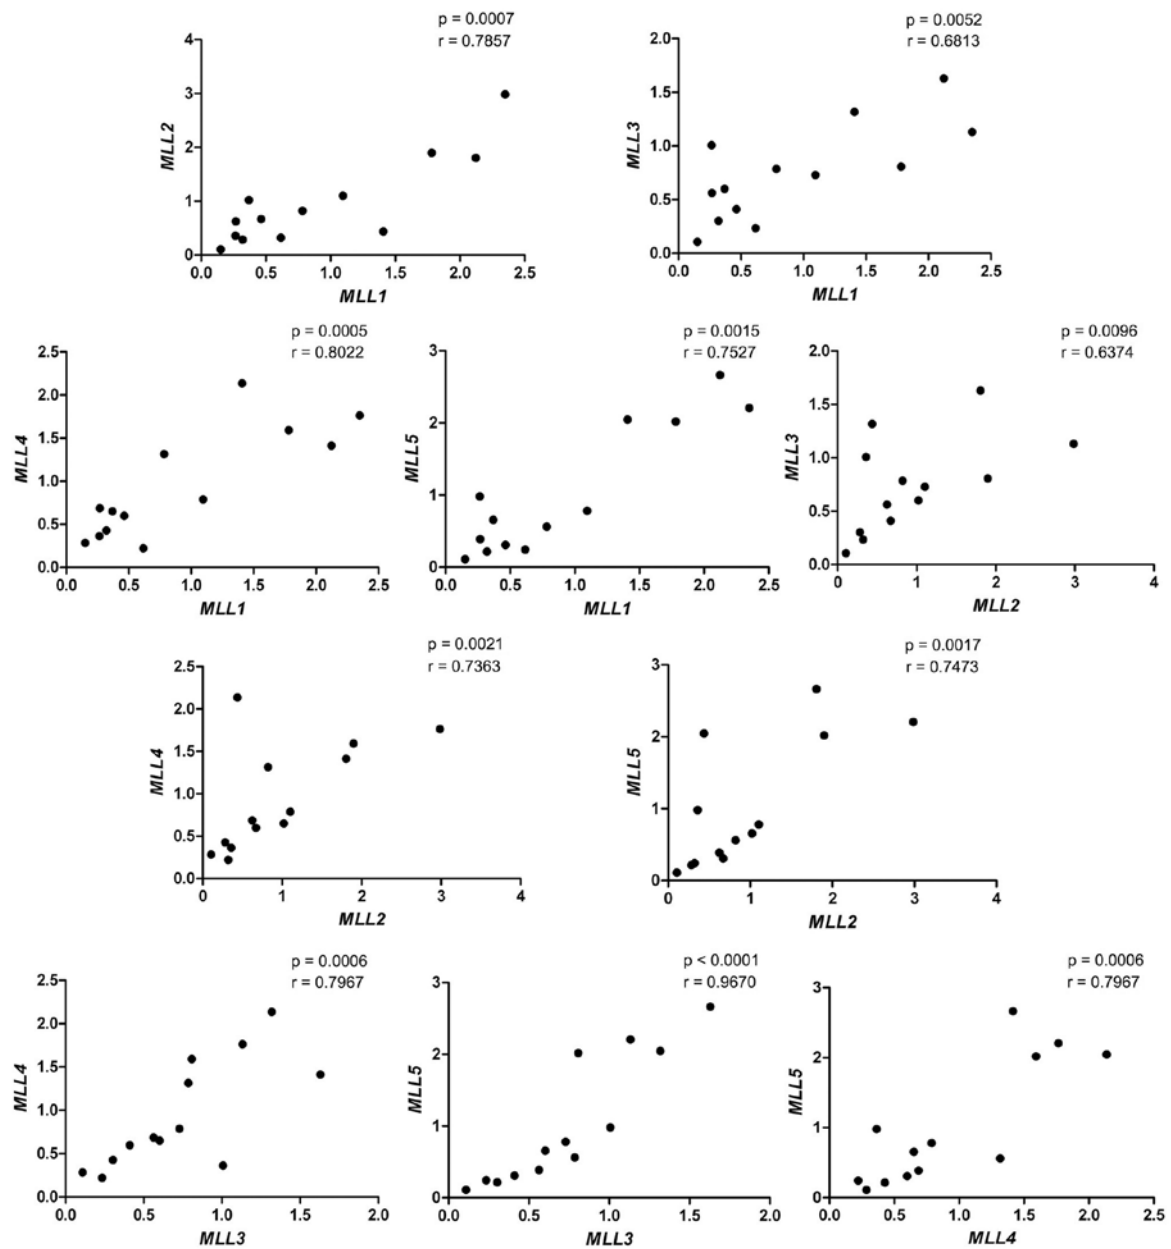 p = 0.0007
r = 0.7857
4
3
2
1
0
MLL2
0.0 0.5 1.0 1.5 2.0 2.5
MLL1
p = 0.0052
r = 0.6813
2.0
1.5
1.0
0.5
0.0
MLL3
0.0 0.5 1.0 1.5 2.0 2.5
MLL1
p = 0.0005
r = 0.8022
2.5
2.0
1.5
1.0
0.5
0.0
MLL4
0.0 0.5 1.0 1.5 2.0 2.5
MLL1
p = 0.0015
r = 0.7527
3
2
1
0
MLL5
0.0 0.5 1.0 1.5 2.0 2.5
MLL1
p = 0.0096
r = 0.6374
2.0
1.5
1.0
0.5
0.0
MLL3
0 1 2 3 4
MLL2
p = 0.0021
r = 0.7363
2.5
2.0
1.5
1.0
0.5
0.0
MLL4
0 1 2 3 4
MLL2
p = 0.0017
r = 0.7473
3
2
1
0
MLL5
0 1 2 3 4
MLL2
p = 0.0006
r = 0.7967
2.5
2.0
1.5
1.0
0.5
0.0
MLL4
0.0 0.5 1.0 1.5 2.0
MLL3
p < 0.0001
r = 0.9670
3
2
1
0
MLL5
0.0 0.5 1.0 1.5 2.0
MLL3
p = 0.0006
r = 0.7967
3
2
1
0
MLL5
0.0 0.5 1.0 1.5 2.0 2.5
MLL4